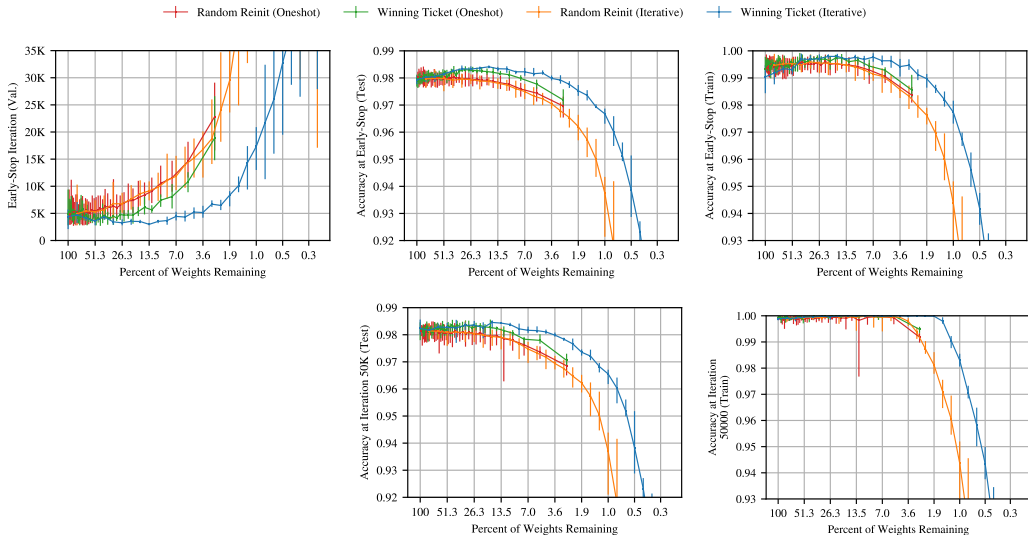 Random Reinit (Oneshot) Winning Ticket (Oneshot) Random Reinit (Iterative) Winning Ticket (Iterative)
Early-Stop Iteration (Val.)
35K
30K
25K
20K
15K
10K
5K
0
100 51.3 26.3 13.5 7.0 3.6 1.9 1.0 0.5 0.3
Percent of Weights Remaining
Accuracy at Early-Stop (Test)
0.99
0.98
0.97
0.96
0.95
0.94
0.93
0.92
100 51.3 26.3 13.5 7.0 3.6 1.9 1.0 0.5 0.3
Percent of Weights Remaining
Accuracy at Early-Stop (Train)
1.00
0.99
0.98
0.97
0.96
0.95
0.94
0.93
100 51.3 26.3 13.5 7.0 3.6 1.9 1.0 0.5 0.3
Percent of Weights Remaining
Accuracy at Iteration 50K (Test)
0.99
0.98
0.97
0.96
0.95
0.94
0.93
0.92
100 51.3 26.3 13.5 7.0 3.6 1.9 1.0 0.5 0.3
Percent of Weights Remaining
Accuracy at Iteration
50000 (Train)
1.00
0.99
0.98
0.97
0.96
0.95
0.94
0.93
100 51.3 26.3 13.5 7.0 3.6 1.9 1.0 0.5 0.3
Percent of Weights Remaining